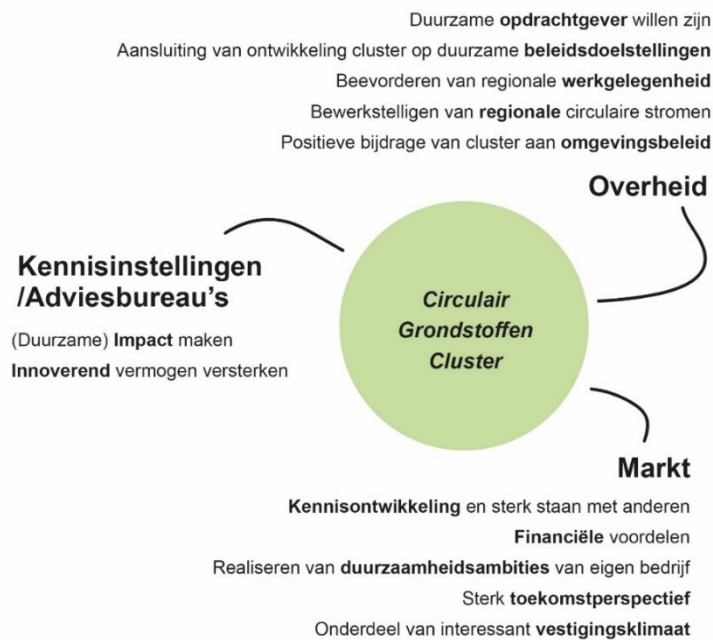 Duurzame opdrachtgever willen zijn
Aansluiting van ontwikkeling cluster op duurzame beleidsdoelstellingen
Beevorderen van regionale werkgelegenheid
Bewerkstelligen van regionale circulaire stromen
Positieve bijdrage van cluster aan omgevingsbeleid
Overheid
Kennisinstellingen
/Adviesbureau's
(Duurzame) Impact maken
Innoverend vermogen versterken
Circulair
Grondstoffen
Cluster
Markt
Kennisontwikkeling en sterk staan met anderen
Financiële voordelen
Realiseren van duurzaamheidsambities van eigen bedrijf
Sterk toekomstperspectief
Onderdeel van interessant vestigingsklimaat